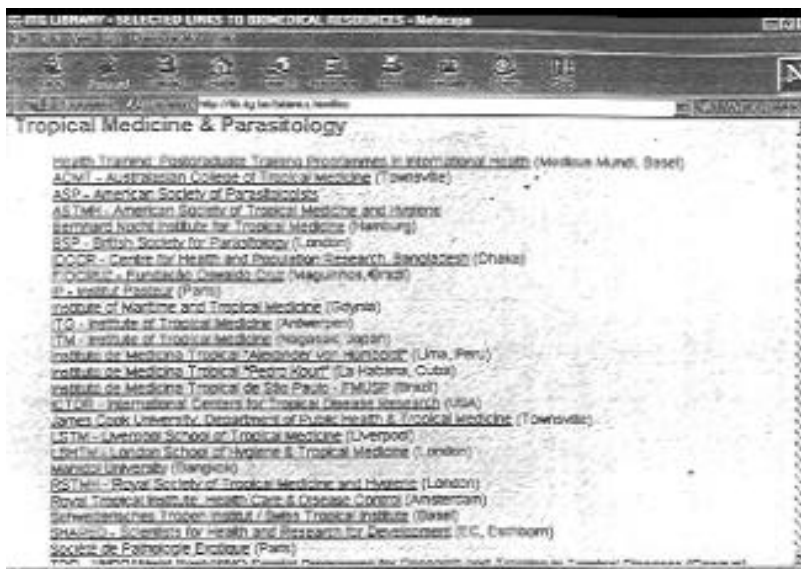 ITG LIBRARY - SELECTED LINKS TO BIOMEDICAL RESOURCES - Netscape
Tropical Medicine & Parasitology
Health Training: Postgraduate Training Programmes in International Health (Medicus Mundi, Basel)
ACMT - Australasian College of Tropical Medicine (Townsville)
ASP - American Society of Parasitologists
ASTMH - American Society of Tropical Medicine and Hygiene
Bernhard Nocht Institute for Tropical Medicine (Hamburg)
BSP - British Society for Parasitology (London)
Centre for Health and Population Research, Bangladesh (Dhaka)
FIOCRUZ - Fundação Oswaldo Cruz (Brazil)
IP - Institut Pasteur (Paris)
Institute of Maritime and Tropical Medicine (Gdynia)
ITG - Institute of Tropical Medicine (Antwerpen)
ITM - Institute of Tropical Medicine (Nagasaki, Japan)
Instituto de Medicina Tropical "Alexander von Humboldt" (Lima, Peru)
Instituto de Medicina Tropical "Pedro Kouri" (La Habana, Cuba)
Instituto de Medicina Tropical de São Paulo - FMUSP (Brazil)
ICTDR - International Centers for Tropical Disease Research (USA)
James Cook University, Department of Public Health & Tropical Medicine (Townsville)
LSTM - Liverpool School of Tropical Medicine (Liverpool)
LSHTM - London School of Hygiene & Tropical Medicine (London)
Mahidol University (Bangkok)
RSTMH - Royal Society of Tropical Medicine and Hygiene (London)
Royal Tropical Institute, Health Care & Disease Control (Amsterdam)
Schweizerisches Tropen Institut / Swiss Tropical Institute (Basel)
SHARED - Scientists for Health and Research for Development (EC, Eschborn)
Société de Pathologie Exotique (Paris)